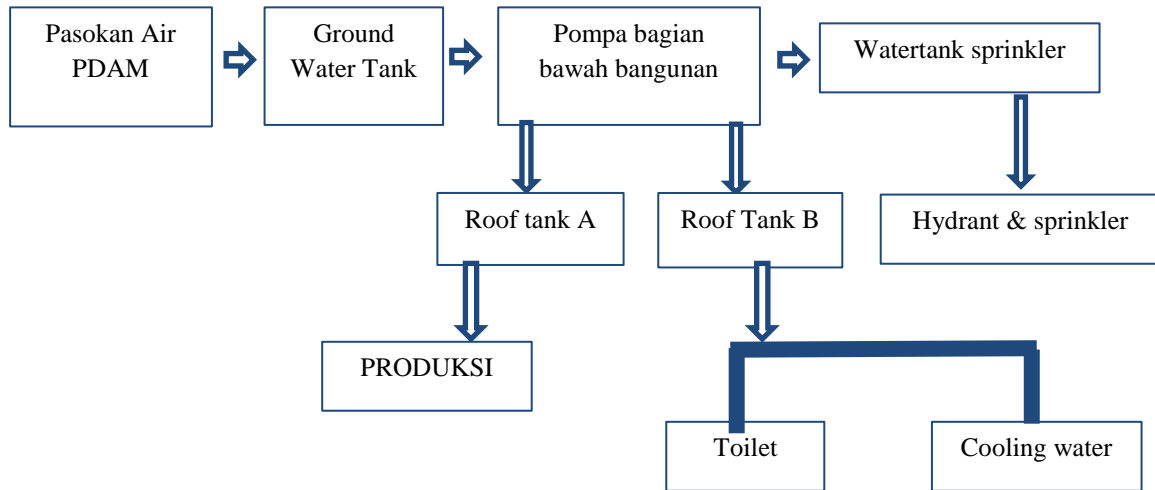 Pasokan Air
PDAM
Ground
Water Tank
Pompa bagian
bawah bangunan
Watertank sprinkler
Roof tank A
Roof Tank B
Hydrant & sprinkler
PRODUKSI
Toilet
Cooling water